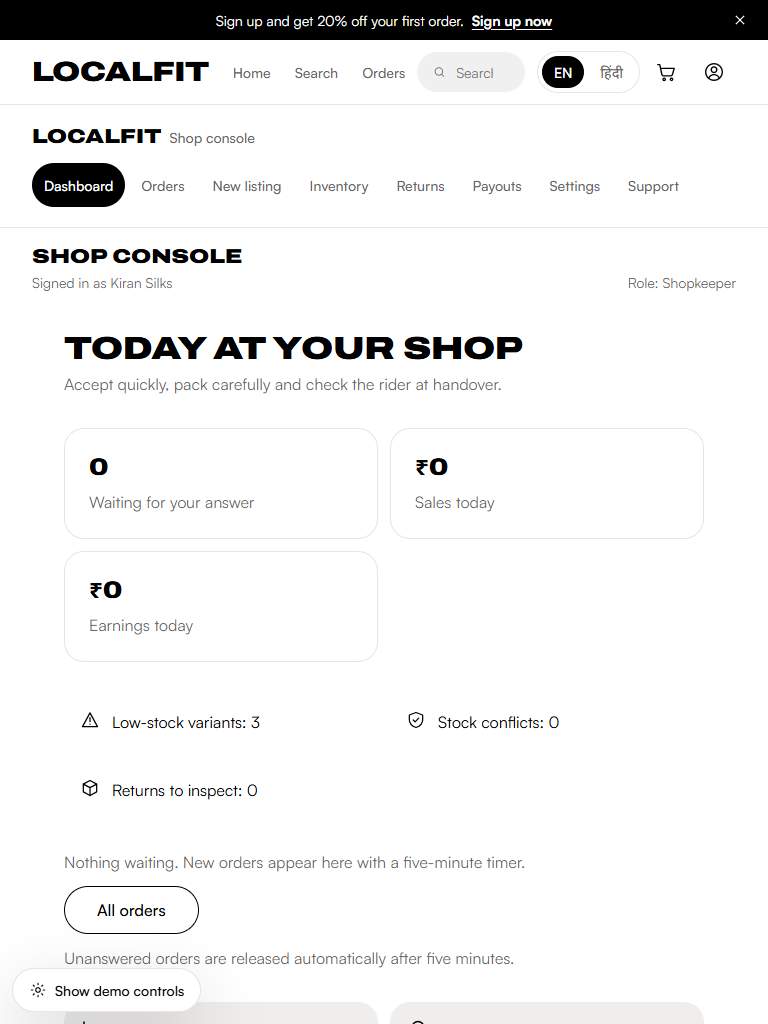 Sign up and get 20% off your first order. Sign up now
LOCALFIT Home Search Orders Searcl EN हिंदी
LOCALFIT Shop console
Dashboard Orders New listing Inventory Returns Payouts Settings Support
SHOP CONSOLE
Signed in as Kiran Silks Role: Shopkeeper
TODAY AT YOUR SHOP
Accept quickly, pack carefully and check the rider at handover.
0
Waiting for your answer
₹0
Sales today
₹0
Earnings today
Low-stock variants: 3
Stock conflicts: 0
Returns to inspect: 0
Nothing waiting. New orders appear here with a five-minute timer.
All orders
Unanswered orders are released automatically after five minutes.
Show demo controls